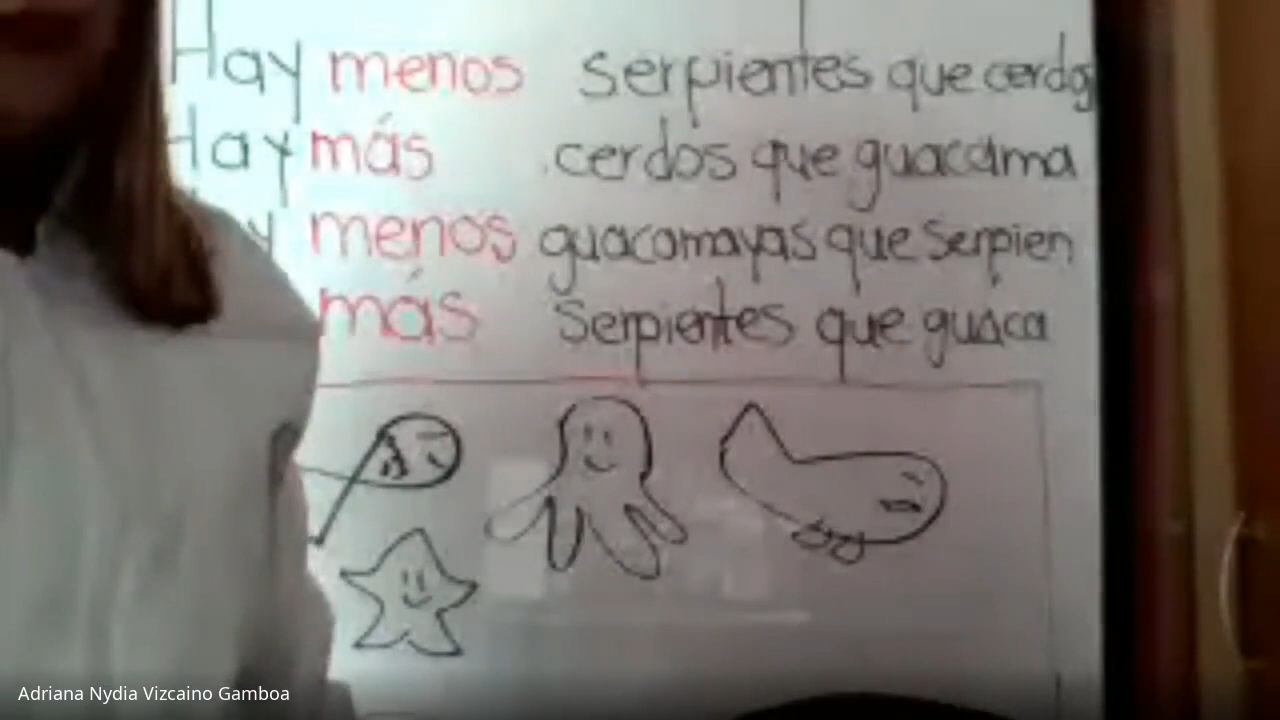 Hay menos serpientes que cerdos
Hay más cerdos que guacama
y menos guacamayas que serpien
más serpientes que guaca
Adriana Nydia Vizcaino Gamboa